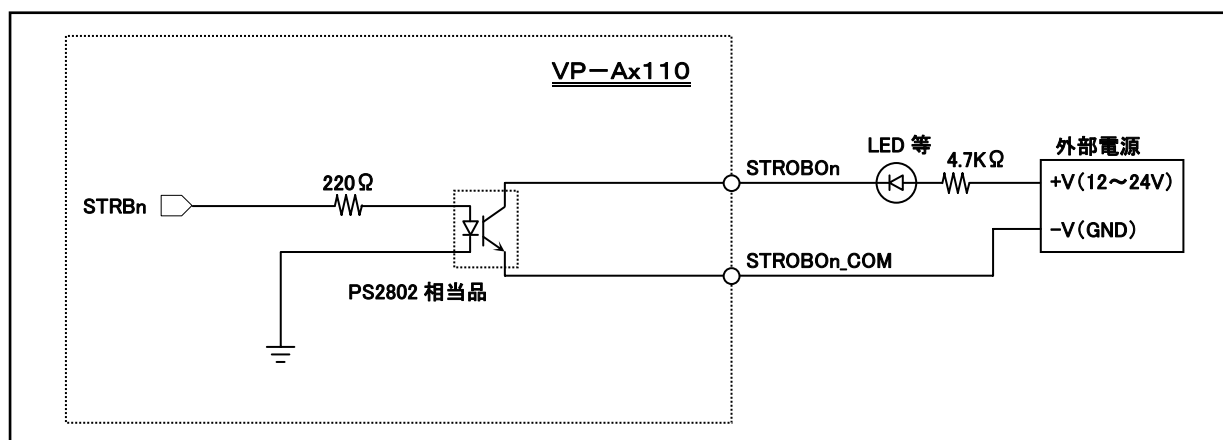 VP-Ax110
LED 等
4.7KΩ
外部電源
STROBOn
+V(12～24V)
220Ω
STRBn
-V(GND)
STROBOn_COM
PS2802 相当品